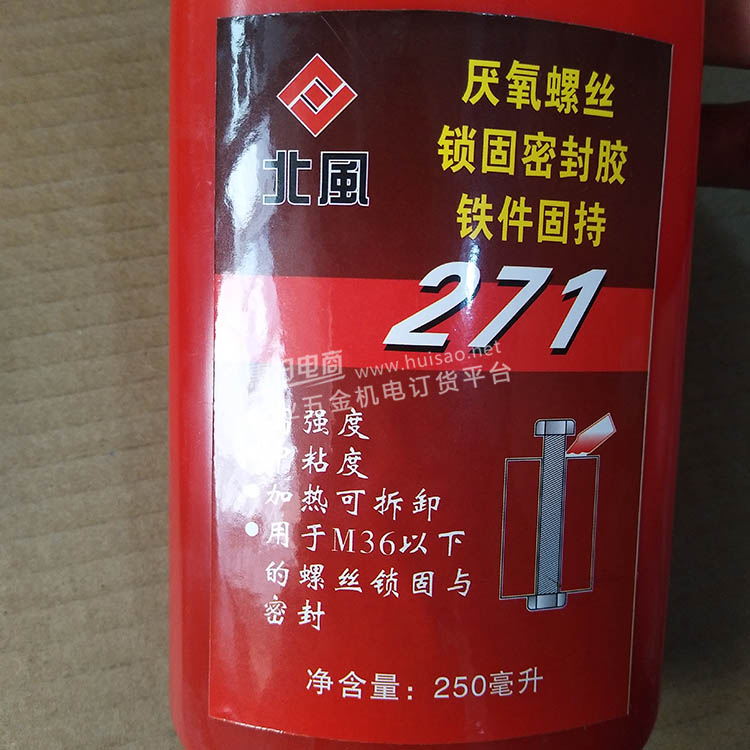 北風
厌氧螺丝
锁固密封胶
铁件固持
271
电商 www.huisao.net
五金机电订货平台
强度
粘度
• 加热可拆卸
• 用于M36以下
的螺丝锁固与
密封
净含量：250毫升